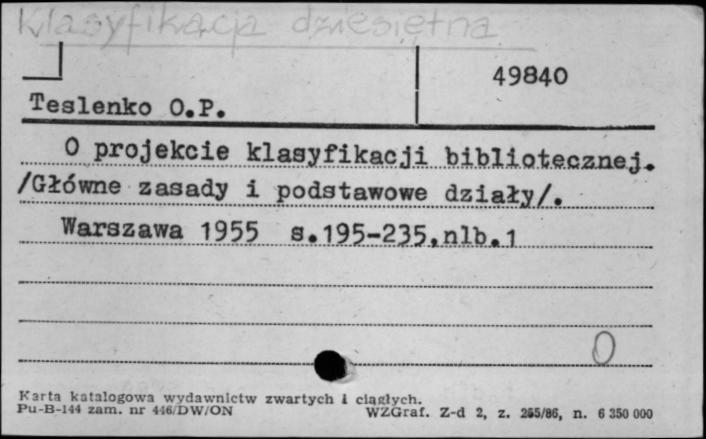 Klasyfikacja dziesiętna
49840
Teslenko O.P.
O projekcie klasyfikacji bibliotecznej.
/Główne zasady i podstawowe działy/.
Warszawa 1955 s.195-235,nlb.1
0
Karta katalogowa wydawnictw zwartych i ciągłych.
Pu-B-144 zam. nr 446/DW/ON WZGraf. Z-d 2, z. 255/86, n. 6 350 000